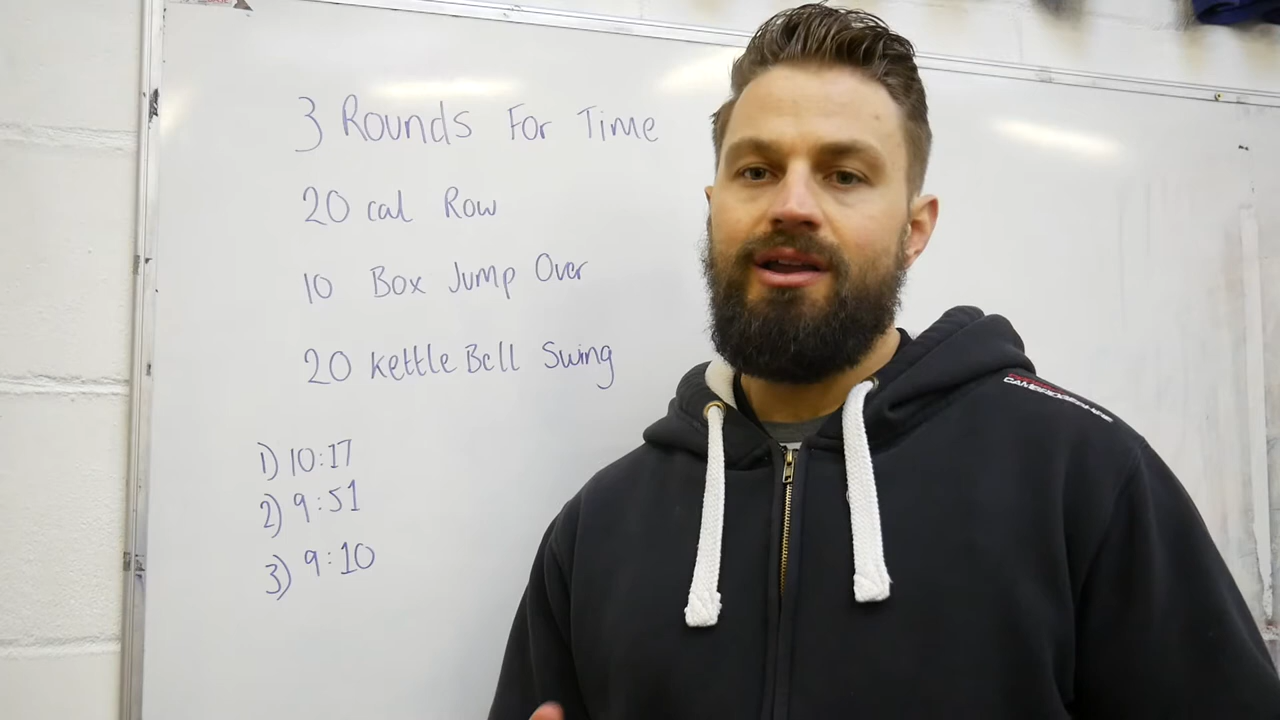 3 Rounds For Time
20 cal Row
10 Box Jump Over
20 Kettle Bell Swing
1) 10:17
2) 9:51
3) 9:10
CAMBRIDGESHIRE